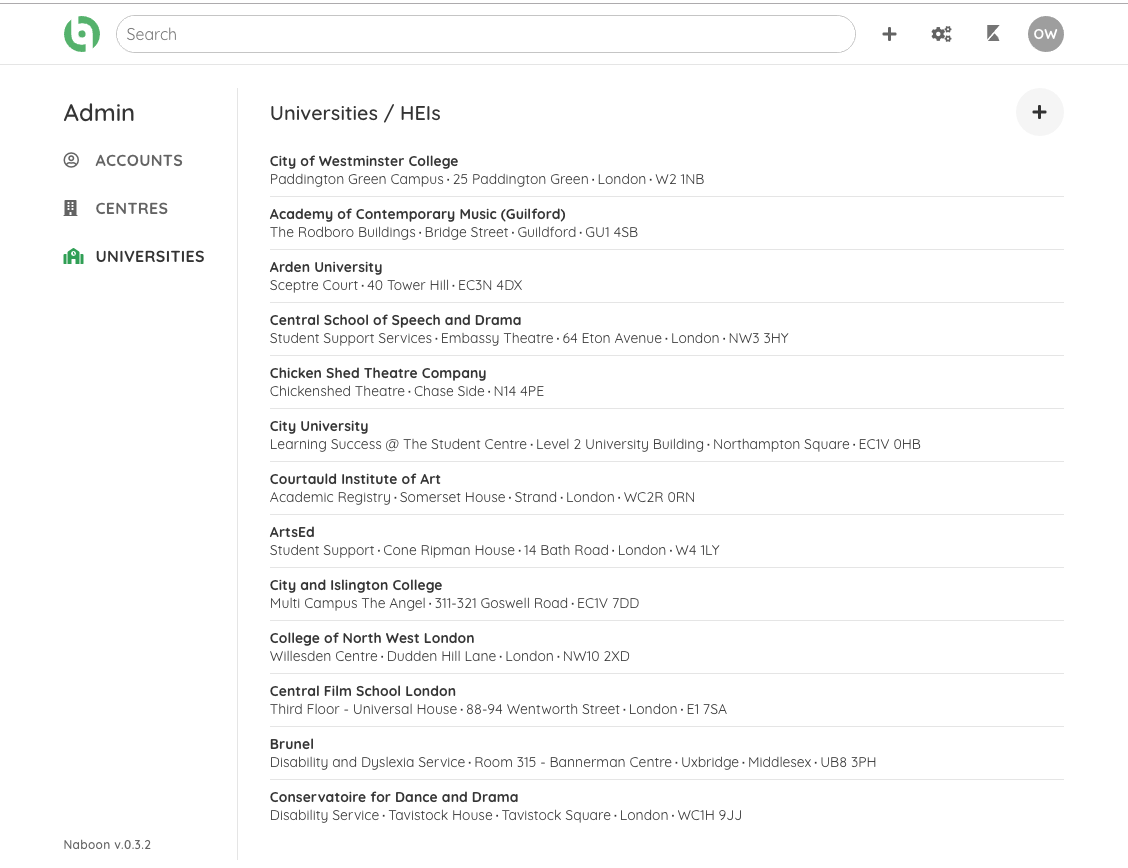 Search
OW
Admin
ACCOUNTS
CENTRES
UNIVERSITIES
Universities / HEIs
City of Westminster College
Paddington Green Campus · 25 Paddington Green · London · W2 1NB
Academy of Contemporary Music (Guilford)
The Rodboro Buildings · Bridge Street · Guildford · GU1 4SB
Arden University
Sceptre Court · 40 Tower Hill · EC3N 4DX
Central School of Speech and Drama
Student Support Services · Embassy Theatre · 64 Eton Avenue · London · NW3 3HY
Chicken Shed Theatre Company
Chickenshed Theatre · Chase Side · N14 4PE
City University
Learning Success @ The Student Centre · Level 2 University Building · Northampton Square · EC1V 0HB
Courtauld Institute of Art
Academic Registry · Somerset House · Strand · London · WC2R 0RN
ArtsEd
Student Support · Cone Ripman House · 14 Bath Road · London · W4 1LY
City and Islington College
Multi Campus The Angel · 311-321 Goswell Road · EC1V 7DD
College of North West London
Willesden Centre · Dudden Hill Lane · London · NW10 2XD
Central Film School London
Third Floor - Universal House · 88-94 Wentworth Street · London · E1 7SA
Brunel
Disability and Dyslexia Service · Room 315 - Bannerman Centre · Uxbridge · Middlesex · UB8 3PH
Conservatoire for Dance and Drama
Disability Service · Tavistock House · Tavistock Square · London · WC1H 9JJ
Naboon v.0.3.2